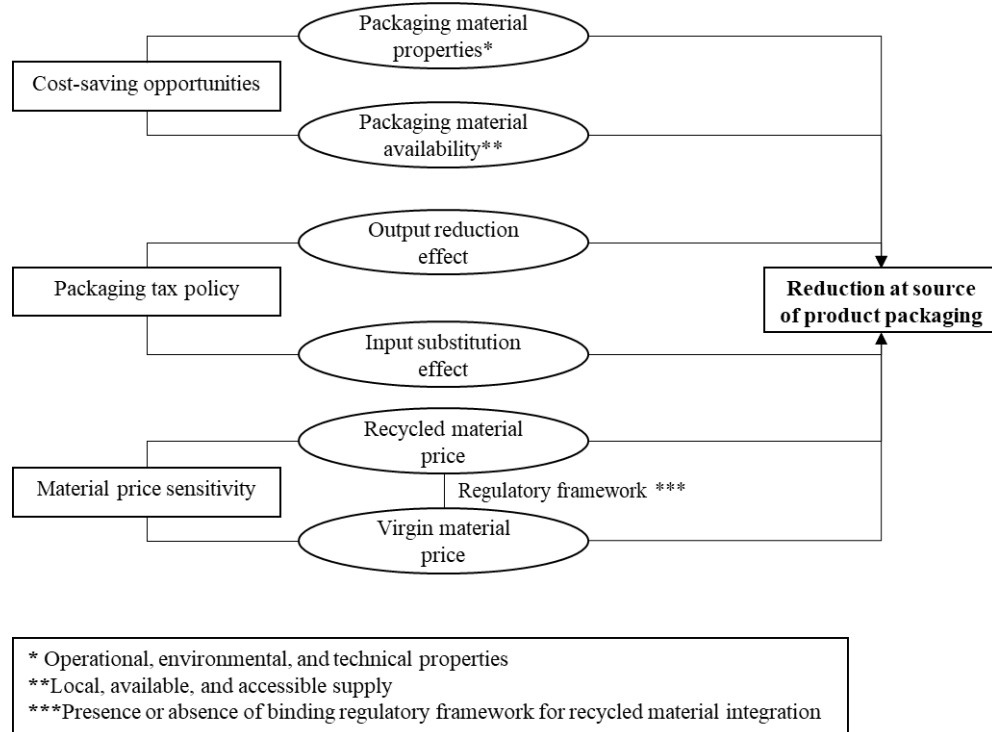 Packaging material
properties*
Cost-saving opportunities
Packaging material
availability**
Output reduction
effect
Packaging tax policy
Reduction at source
of product packaging
Input substitution
effect
Recycled material
price
Material price sensitivity
Regulatory framework ***
Virgin material
price
* Operational, environmental, and technical properties
**Local, available, and accessible supply
***Presence or absence of binding regulatory framework for recycled material integration